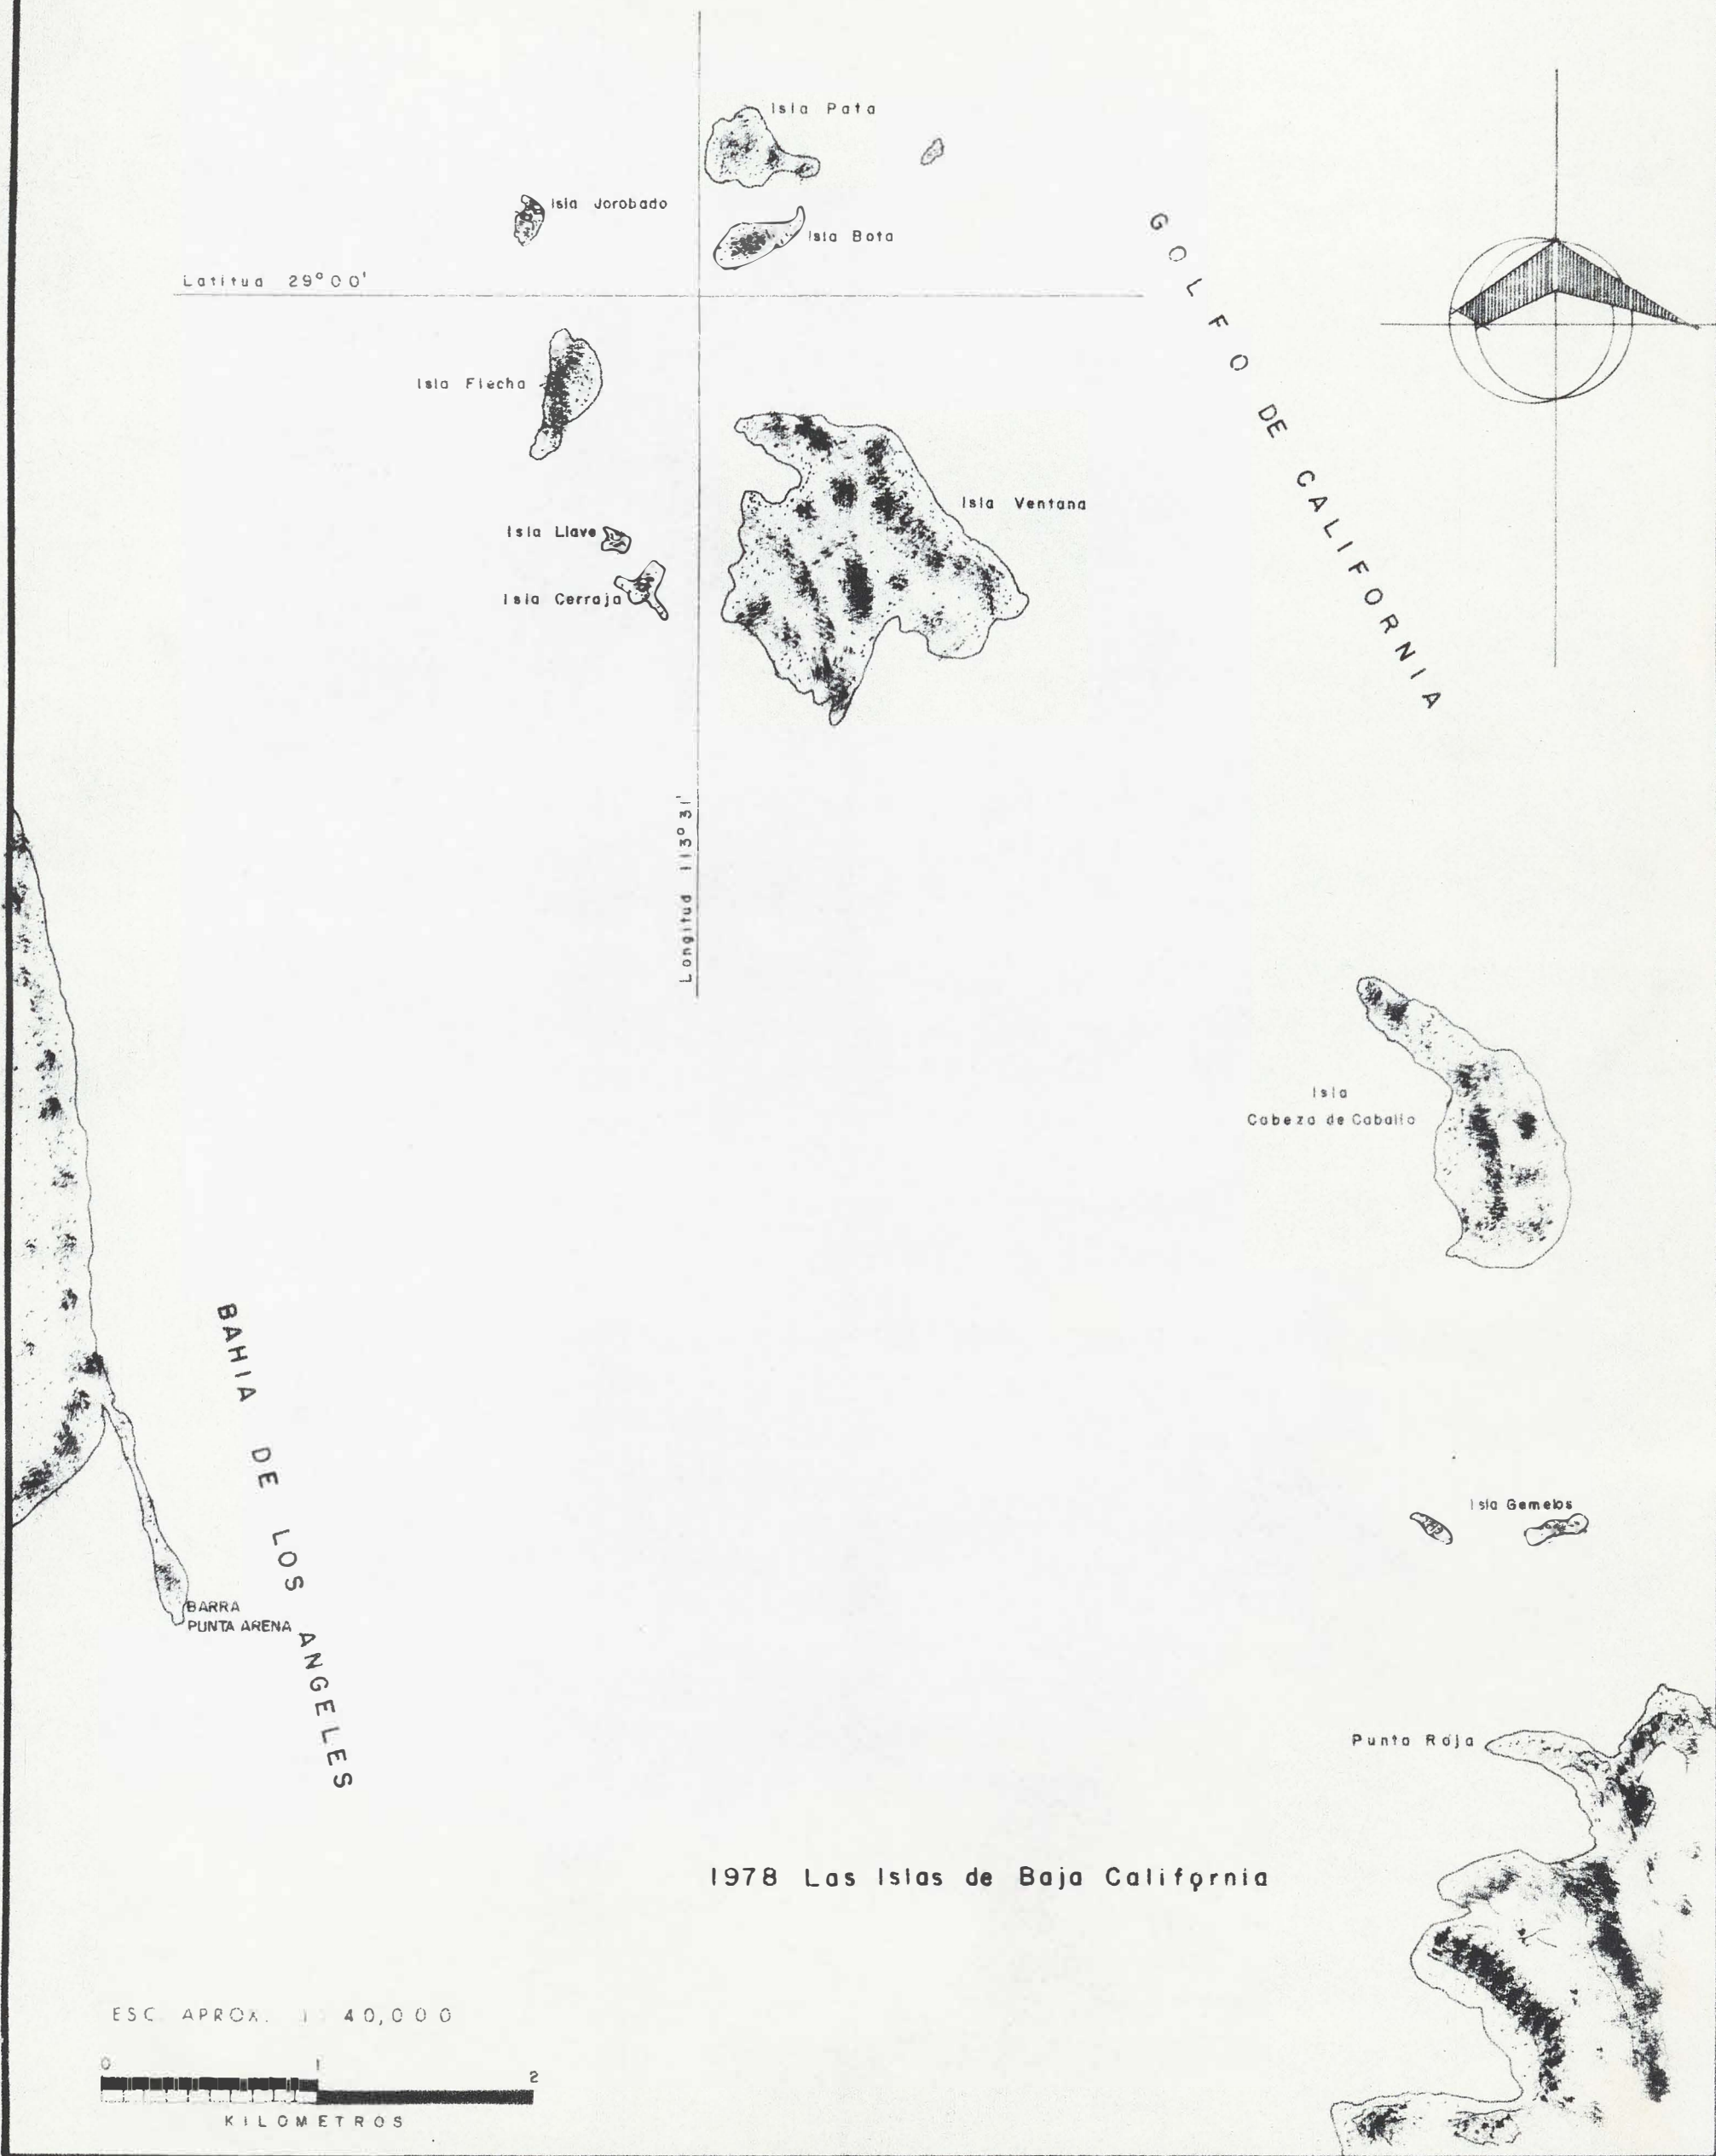 Isla Pata
Isla Jorobado
Isla Bota
Latitud 29°00'
GOLFO DE CALIFORNIA
Isla Flecha
Isla Ventana
Isla Llave
Isla Cerraja
Longitud 113° 31'
Isla
Cabeza de Caballo
BAHIA DE LOS ANGELES
Isla Gemelos
BARRA
PUNTA ARENA
Punta Roja
1978 Las Islas de Baja California
ESC. APROX. 1: 40,000
0 1 2
KILOMETROS